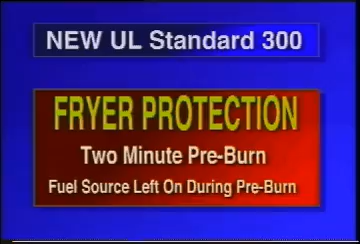 NEW UL Standard 300
FRYER PROTECTION
Two Minute Pre-Burn
Fuel Source Left On During Pre-Burn